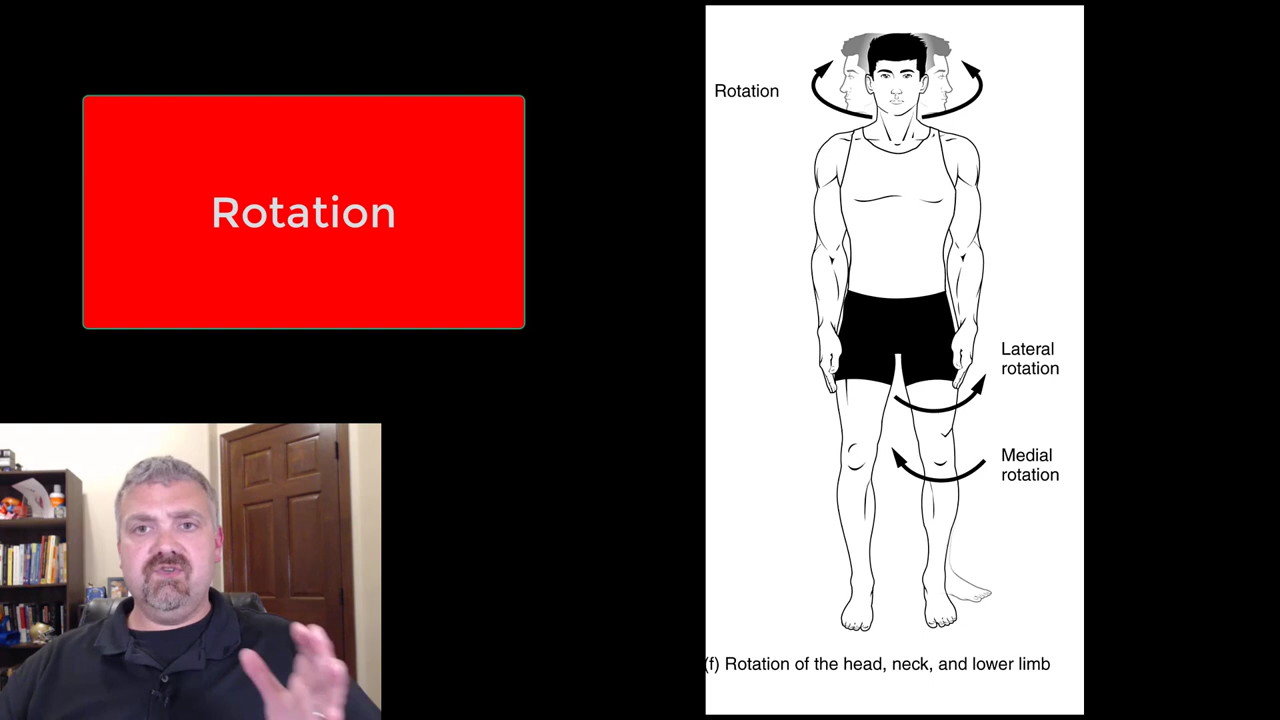 Rotation
Rotation
Lateral
rotation
Medial
rotation
(f) Rotation of the head, neck, and lower limb